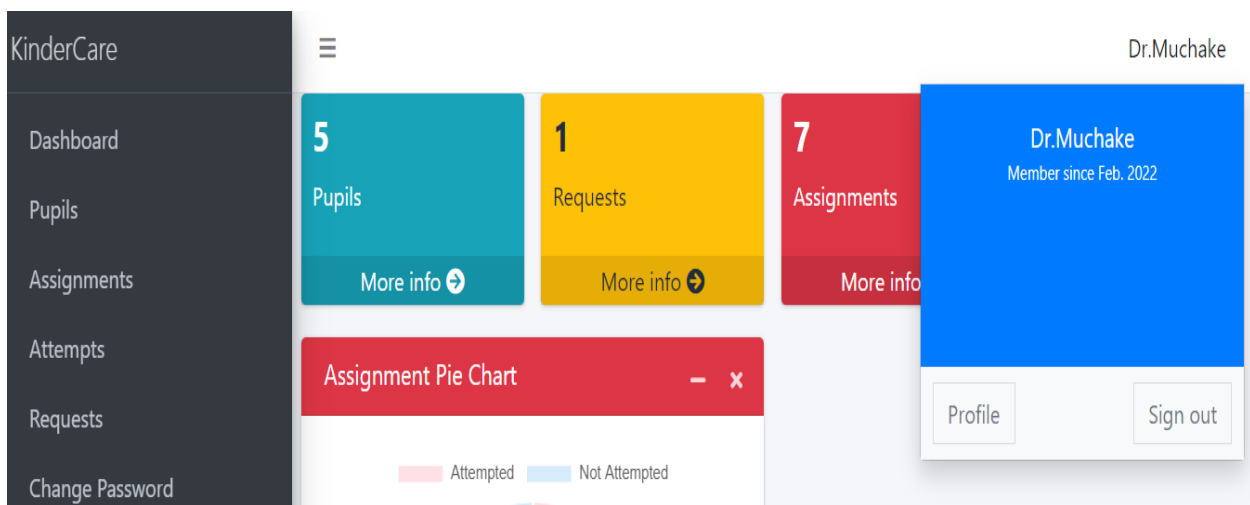 KinderCare
Dr.Muchake
Dashboard
Pupils
Assignments
Attempts
Requests
Change Password
5
Pupils
More info
1
Requests
More info
7
Assignments
More info
Dr.Muchake
Member since Feb. 2022
Profile
Sign out
Assignment Pie Chart
Attempted
Not Attempted